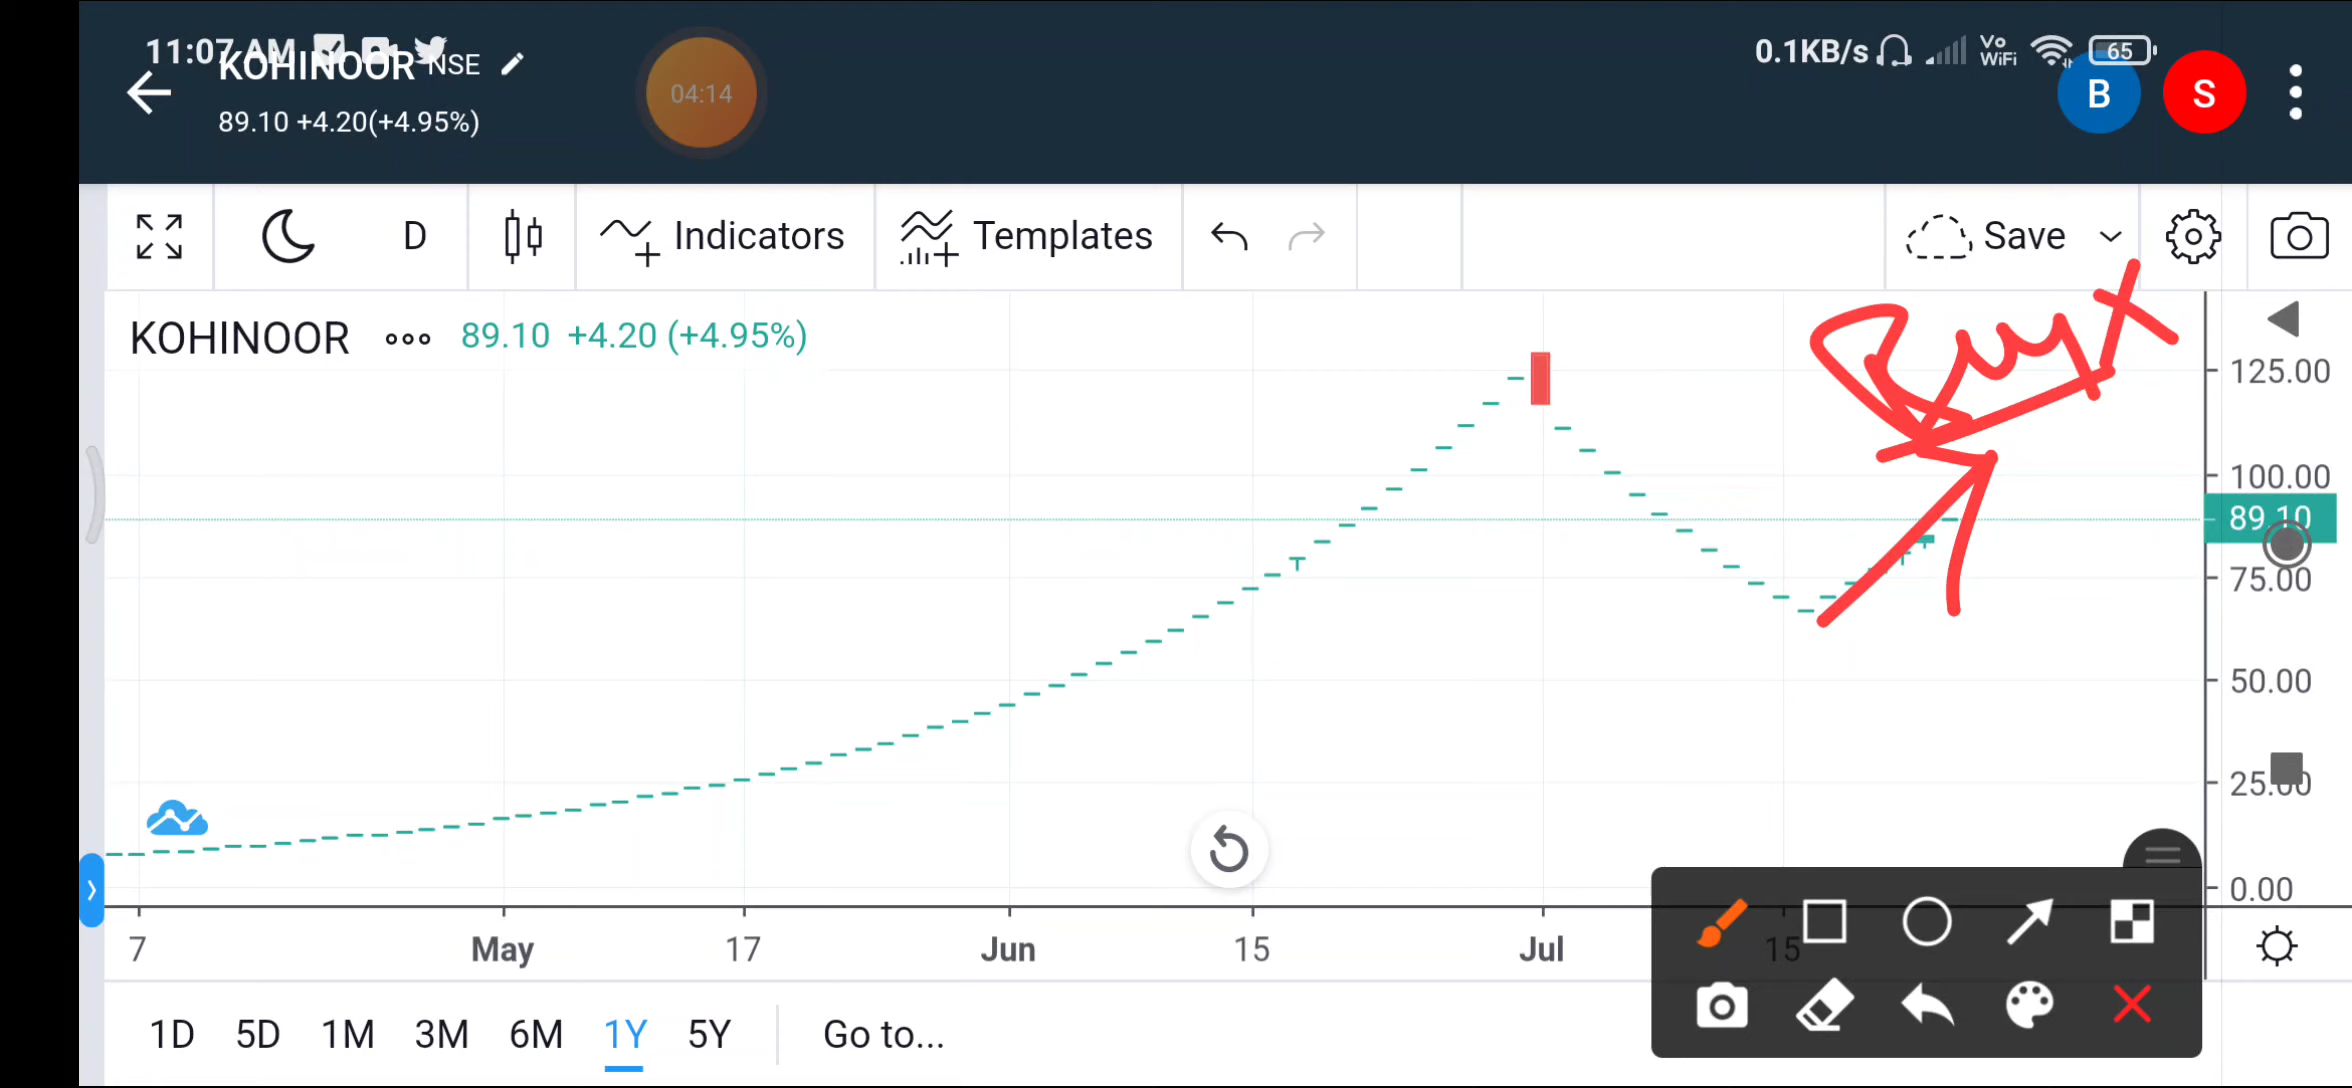 11:07 AM 0.1KB/s Vo WiFi 65
KOHINOOR NSE
89.10 +4.20(+4.95%)
04:14
B S
D Indicators Templates Save
KOHINOOR 89.10 +4.20 (+4.95%)
Buy
125.00
100.00
89.10
75.00
50.00
25.00
0.00
7 May 17 Jun 15 Jul 15
1D 5D 1M 3M 6M 1Y 5Y Go to...